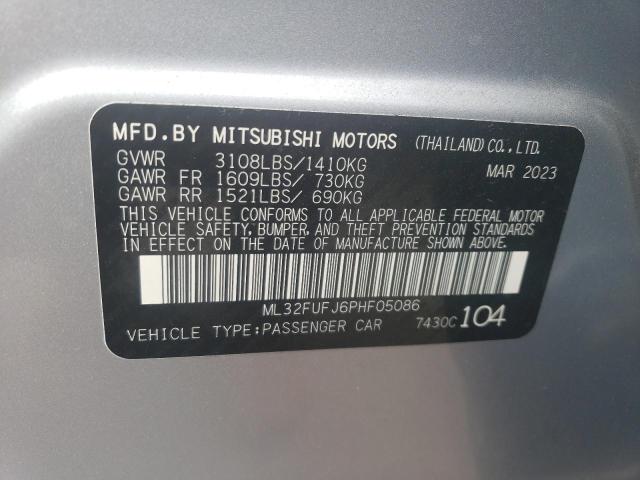 MFD. BY MITSUBISHI MOTORS (THAILAND) CO., LTD.
GVWR 3108LBS/1410KG MAR 2023
GAWR FR 1609LBS/ 730KG
GAWR RR 1521LBS/ 690KG
THIS VEHICLE CONFORMS TO ALL APPLICABLE FEDERAL MOTOR
VEHICLE SAFETY, BUMPER, AND THEFT PREVENTION STANDARDS
IN EFFECT ON THE DATE OF MANUFACTURE SHOWN ABOVE.
ML32FUFJ6PHF05086
VEHICLE TYPE:PASSENGER CAR 7430C 104